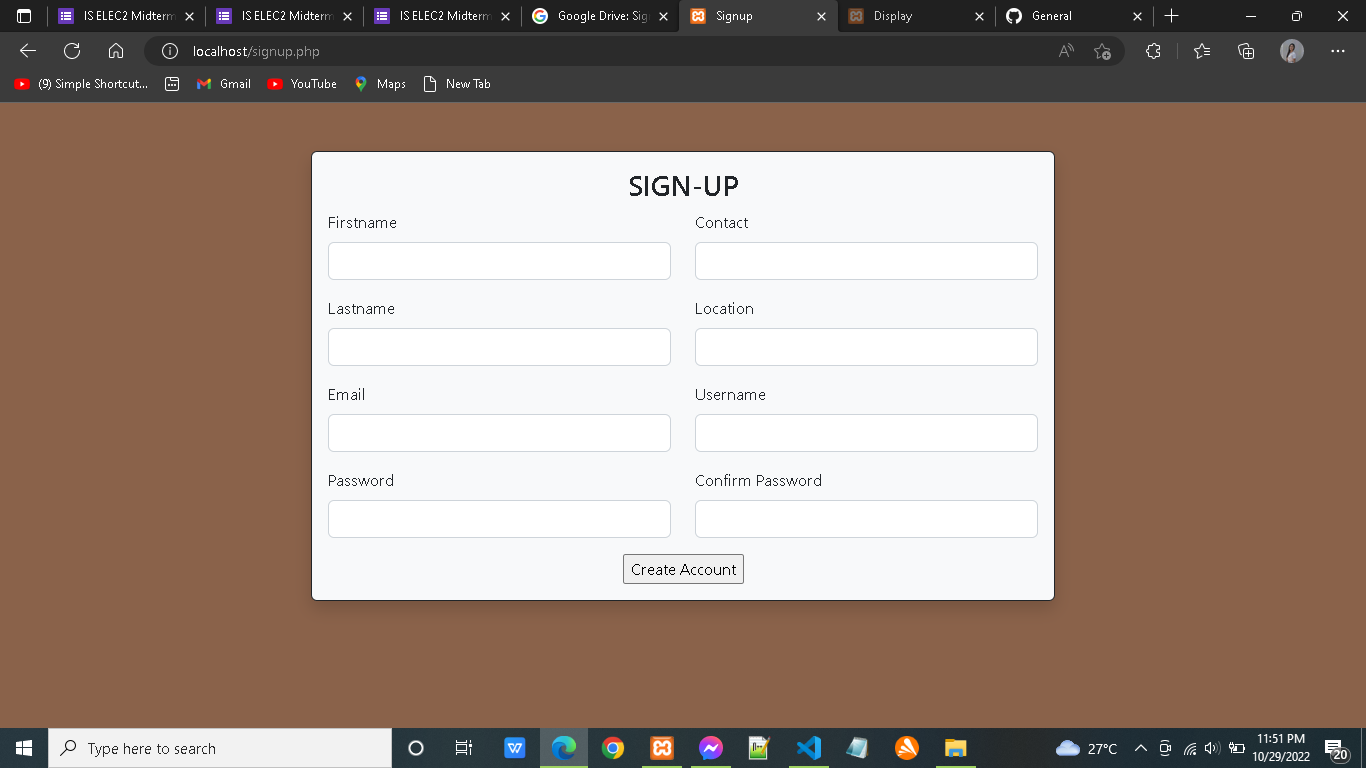 IS ELEC2 Midterm
IS ELEC2 Midterm
IS ELEC2 Midterm
Google Drive: Sig
Signup
Display
General
localhost/signup.php
(9) Simple Shortcut...
Gmail
YouTube
Maps
New Tab
SIGN-UP
Firstname
Contact
Lastname
Location
Email
Username
Password
Confirm Password
Create Account
Type here to search
27°C
11:51 PM
10/29/2022
20